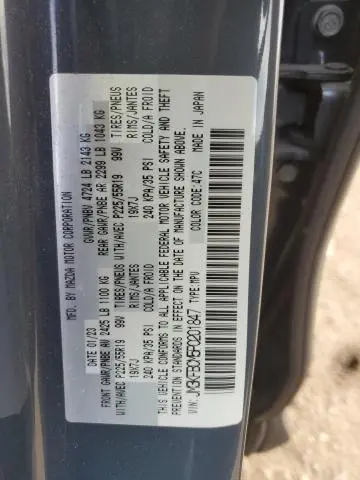 MFD. BY MAZDA MOTOR CORPORATION
DATE: 01/23 GVWR/PNBV 4724 LB 2143 KG
FRONT GAWR/PNBE AV 2425 LB 1100 KG REAR GAWR/PNBE AR 2299 LB 1043 KG
WITH/AVEC P225/55R19 99V TIRES/PNEUS WITH/AVEC P225/55R19 99V TIRES/PNEUS
19X7J RIMS/JANTES 19X7J RIMS/JANTES
240 KPA/35 PSI COLD/A FROID 240 KPA/35 PSI COLD/A FROID
THIS VEHICLE CONFORMS TO ALL APPLICABLE FEDERAL MOTOR VEHICLE SAFETY AND THEFT
PREVENTION STANDARDS IN EFFECT ON THE DATE OF MANUFACTURE SHOWN ABOVE.
COLOR CODE:47C MADE IN JAPAN
VIN: TYPE:MPV